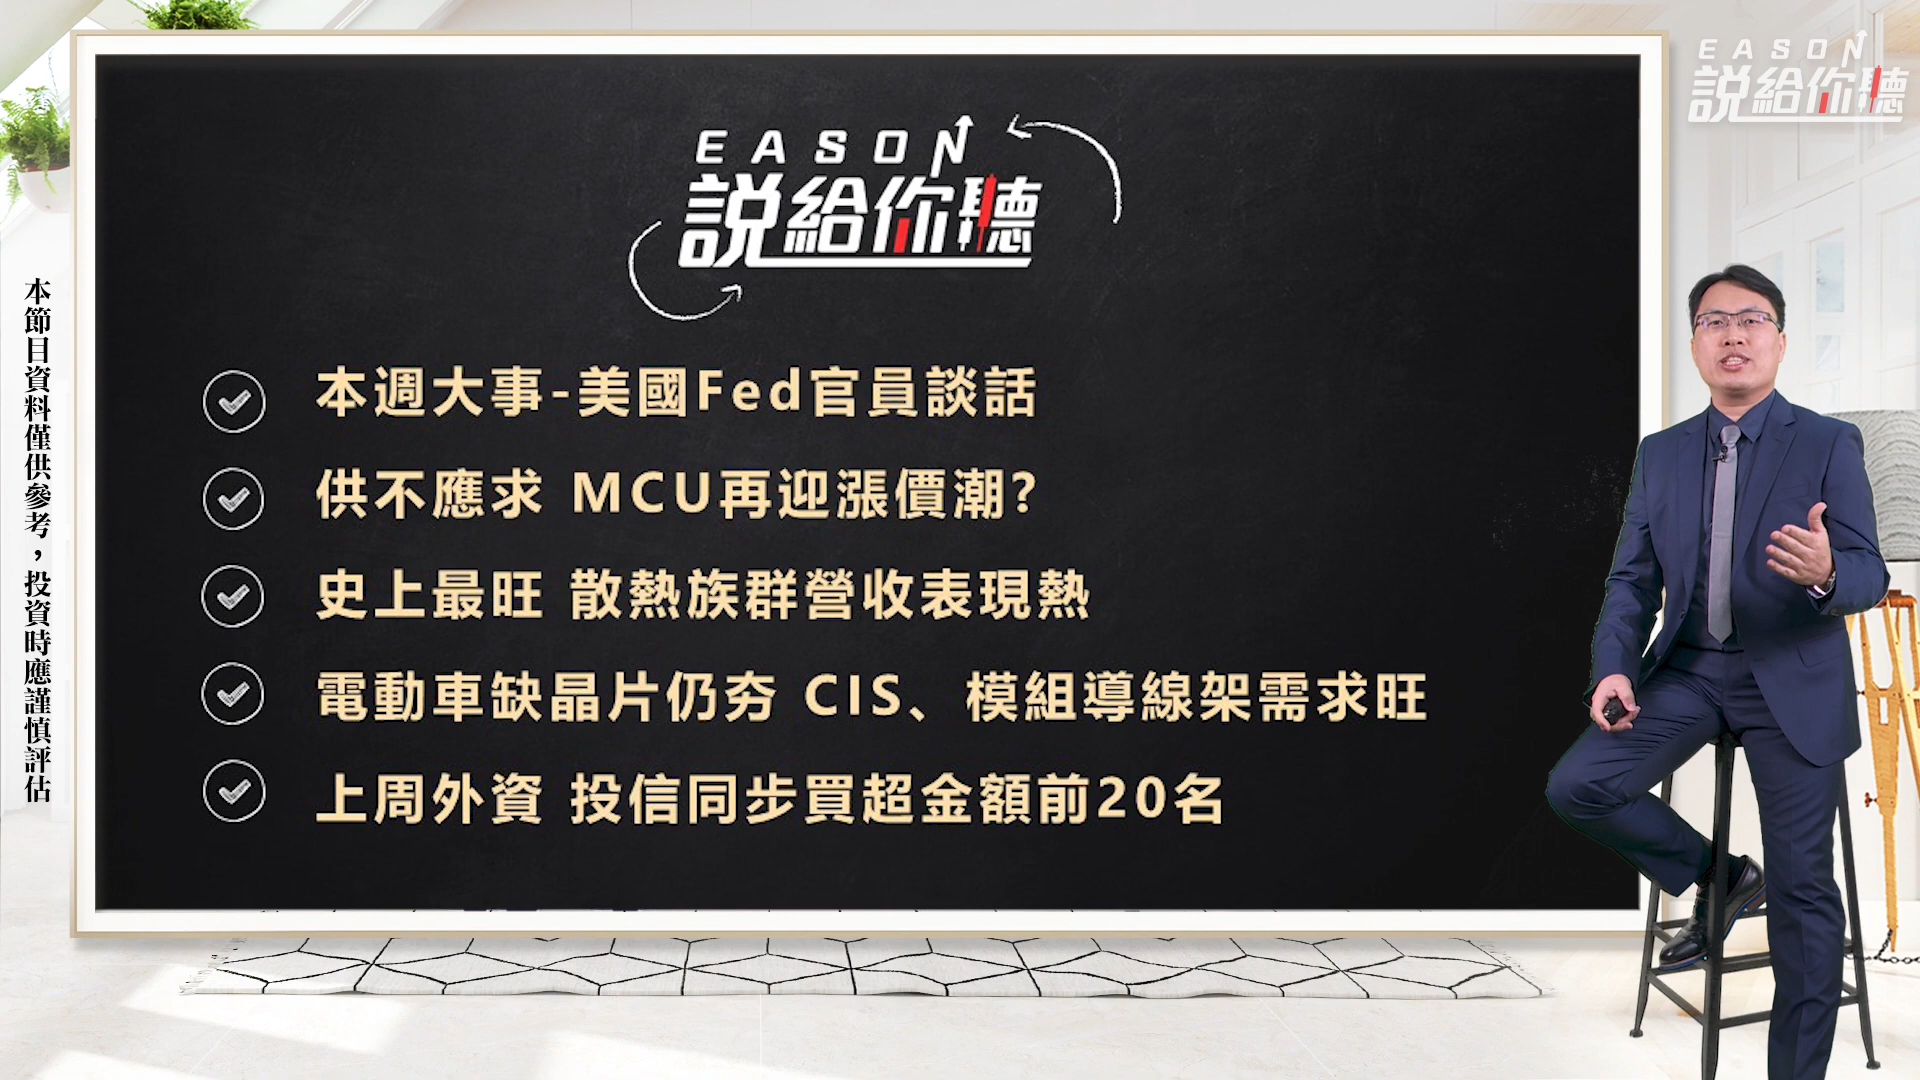 EASON
說給你聽
EASON
說給你聽
本週大事-美國Fed官員談話
供不應求 MCU再迎漲價潮?
史上最旺 散熱族群營收表現熱
電動車缺晶片仍夯 CIS、模組導線架需求旺
上周外資 投信同步買超金額前20名
本節目資料僅供參考，投資時應謹慎評估